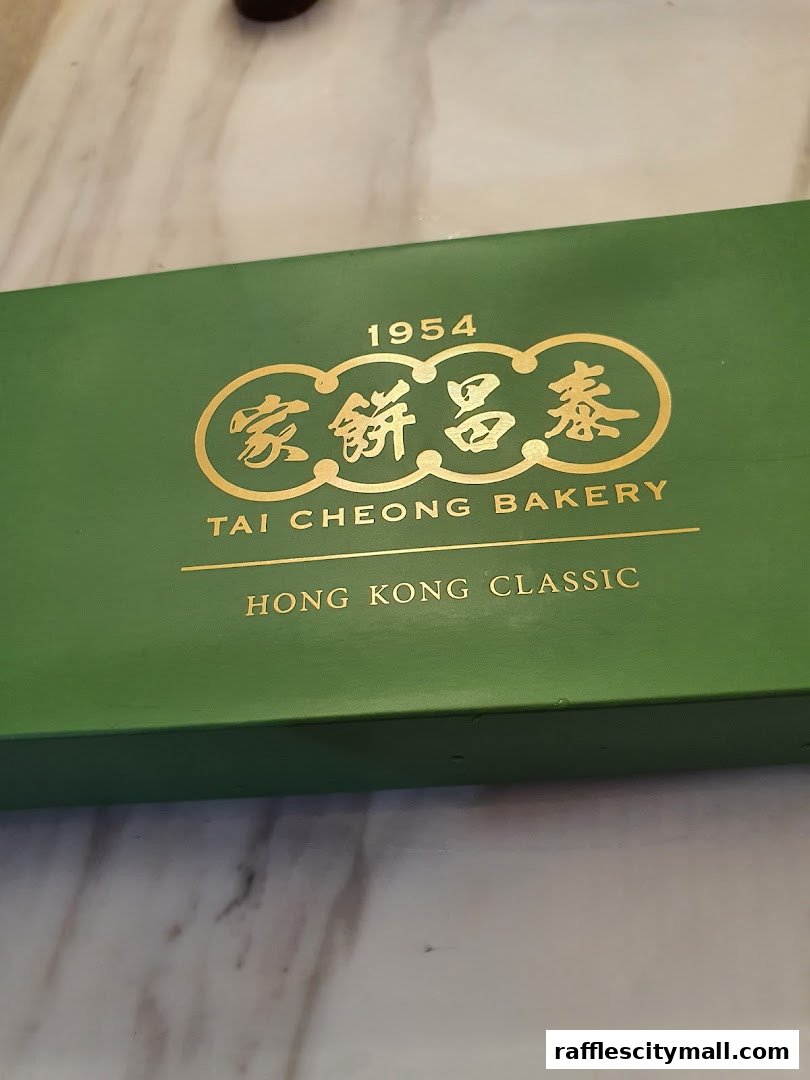 1954
家餅昌泰
TAI CHEONG BAKERY
HONG KONG CLASSIC
rafflescitymall.com